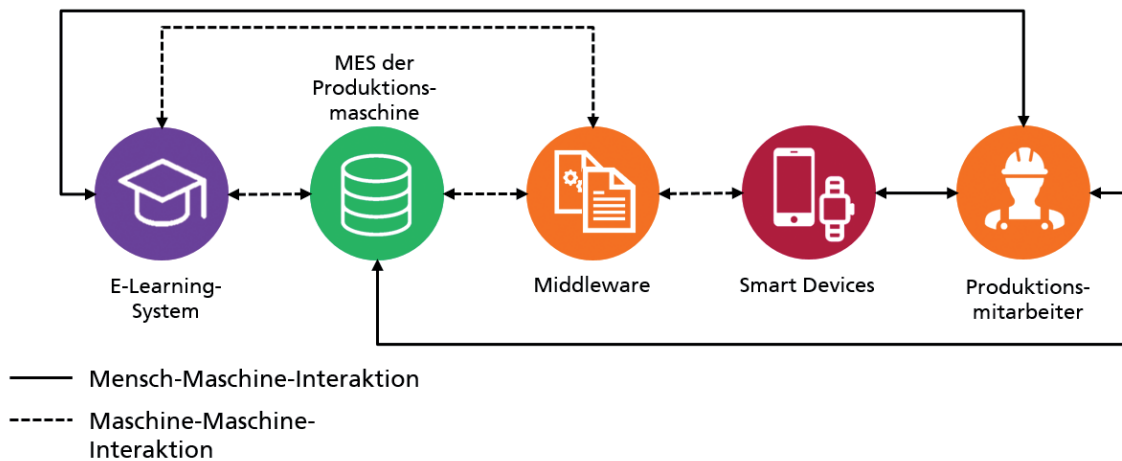 MES der
Produktions-
maschine
E-Learning-
System
Middleware
Smart Devices
Produktions-
mitarbeiter
Mensch-Maschine-Interaktion
Maschine-Maschine-
Interaktion